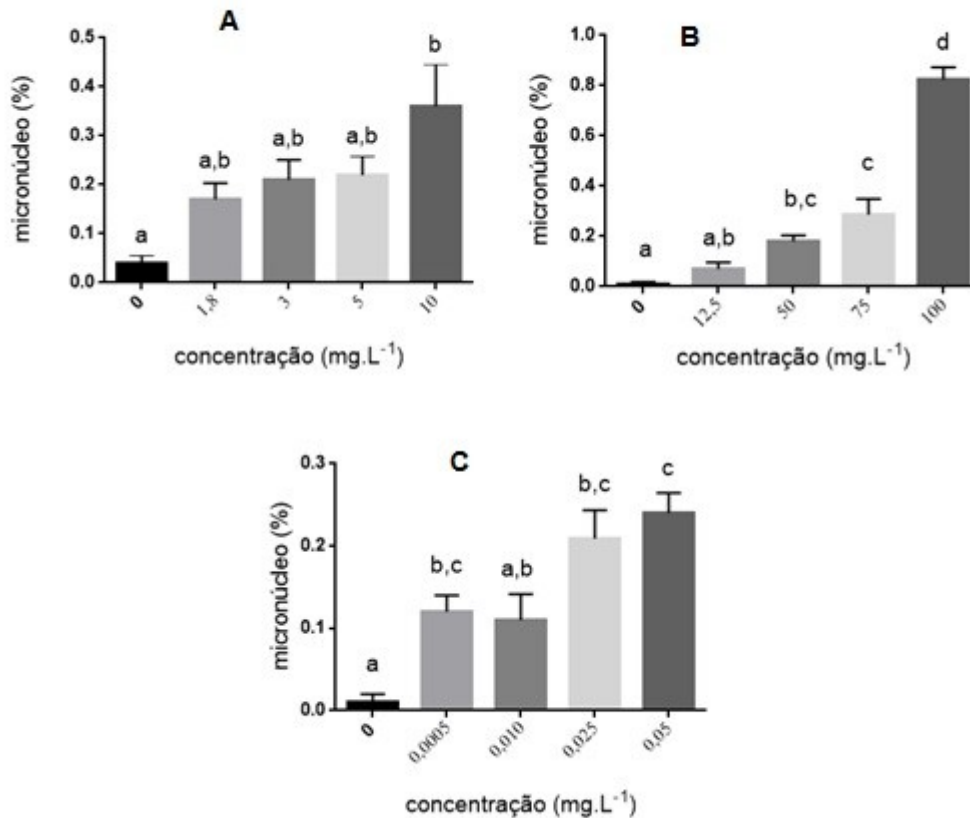 A
micronúcleo (%)
0.5
0.4
0.3
0.2
0.1
0.0
a
a,b
a,b
a,b
b
0
1,8
3
5
10
concentração (mg.L⁻¹)
B
micronúcleo (%)
1.0
0.8
0.6
0.4
0.2
0.0
a
a,b
b,c
c
d
0
12,5
50
75
100
concentração (mg.L⁻¹)
C
micronúcleo (%)
0.3
0.2
0.1
0.0
a
b,c
a,b
b,c
c
0
0,0005
0,010
0,025
0,05
concentração (mg.L⁻¹)